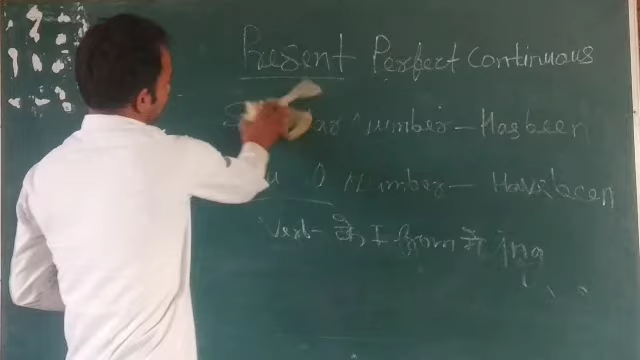 Present Perfect Continuous
Number - Has been
Number - Have been
Verb - के I form में ing